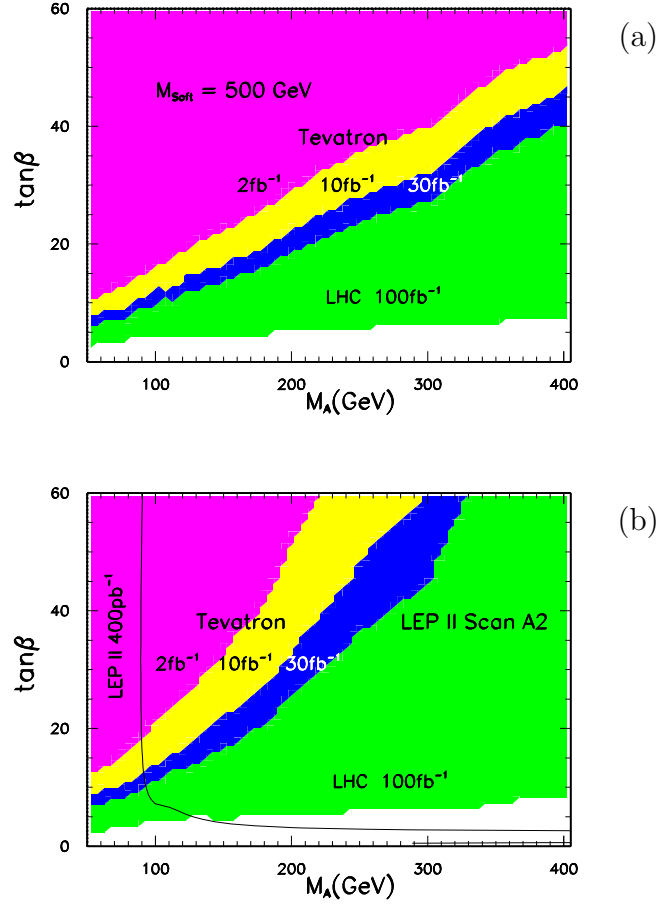 60
(a)
M_Soft = 500 GeV
40
Tevatron
tanβ
2fb⁻¹ 10fb⁻¹ 30fb⁻¹
20
LHC 100fb⁻¹
0
100 200 300 400
M_A(GeV)
60
(b)
LEP II 400pb⁻¹
40
Tevatron LEP II Scan A2
tanβ
2fb⁻¹ 10fb⁻¹ 30fb⁻¹
20
LHC 100fb⁻¹
0
100 200 300 400
M_A(GeV)